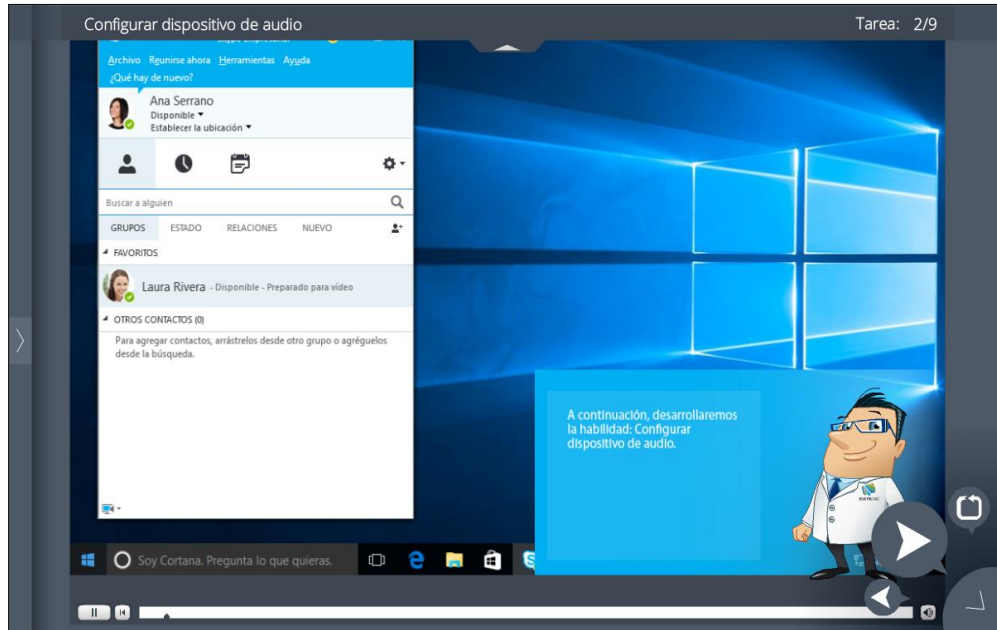 Configurar dispositivo de audio
Tarea: 2/9
Archivo Reunirse ahora Herramientas Ayuda
¿Qué hay de nuevo?
Ana Serrano
Disponible
Establecer la ubicación
Buscar a alguien
GRUPOS ESTADO RELACIONES NUEVO
FAVORITOS
Laura Rivera - Disponible - Preparado para vídeo
OTROS CONTACTOS (0)
Para agregar contactos, arrástrelos desde otro grupo o agréguelos
desde la búsqueda.
A continuación, desarrollaremos
la habilidad: Configurar
dispositivo de audio.
Soy Cortana. Pregunta lo que quieras.